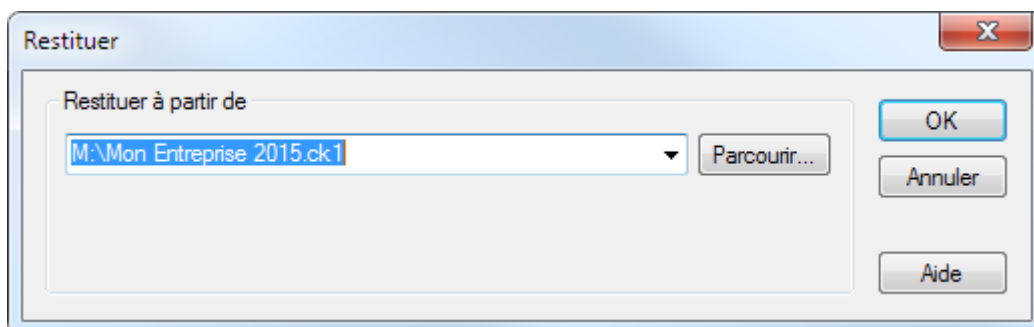 Restituer
Restituer à partir de
M:\Mon Entreprise 2015.ck1
Parcourir...
OK
Annuler
Aide